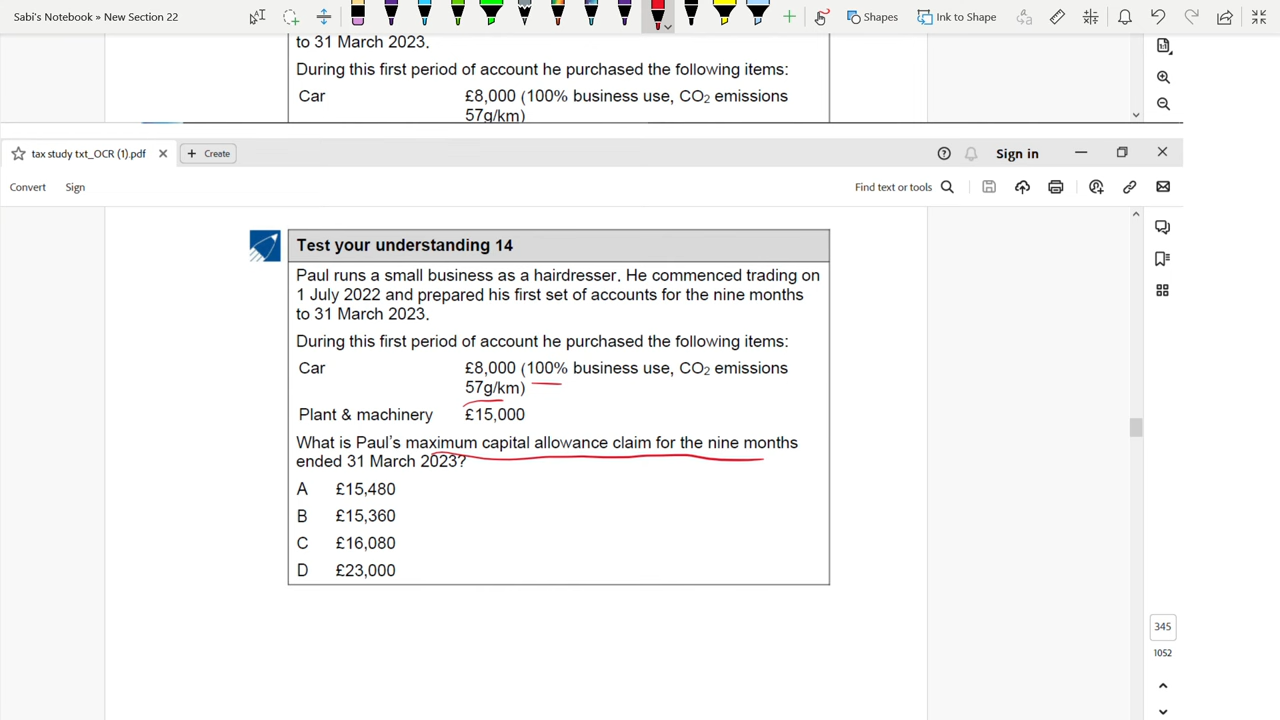 Sabi's Notebook » New Section 22
Shapes
Ink to Shape
to 31 March 2023.
During this first period of account he purchased the following items:
Car £8,000 (100% business use, CO2 emissions
57g/km)
tax study txt_OCR (1).pdf
Create
Sign in
Convert Sign
Find text or tools
Test your understanding 14
Paul runs a small business as a hairdresser. He commenced trading on
1 July 2022 and prepared his first set of accounts for the nine months
to 31 March 2023.
During this first period of account he purchased the following items:
Car £8,000 (100% business use, CO2 emissions
57g/km)
Plant & machinery £15,000
What is Paul's maximum capital allowance claim for the nine months
ended 31 March 2023?
A £15,480
B £15,360
C £16,080
D £23,000
345
1052